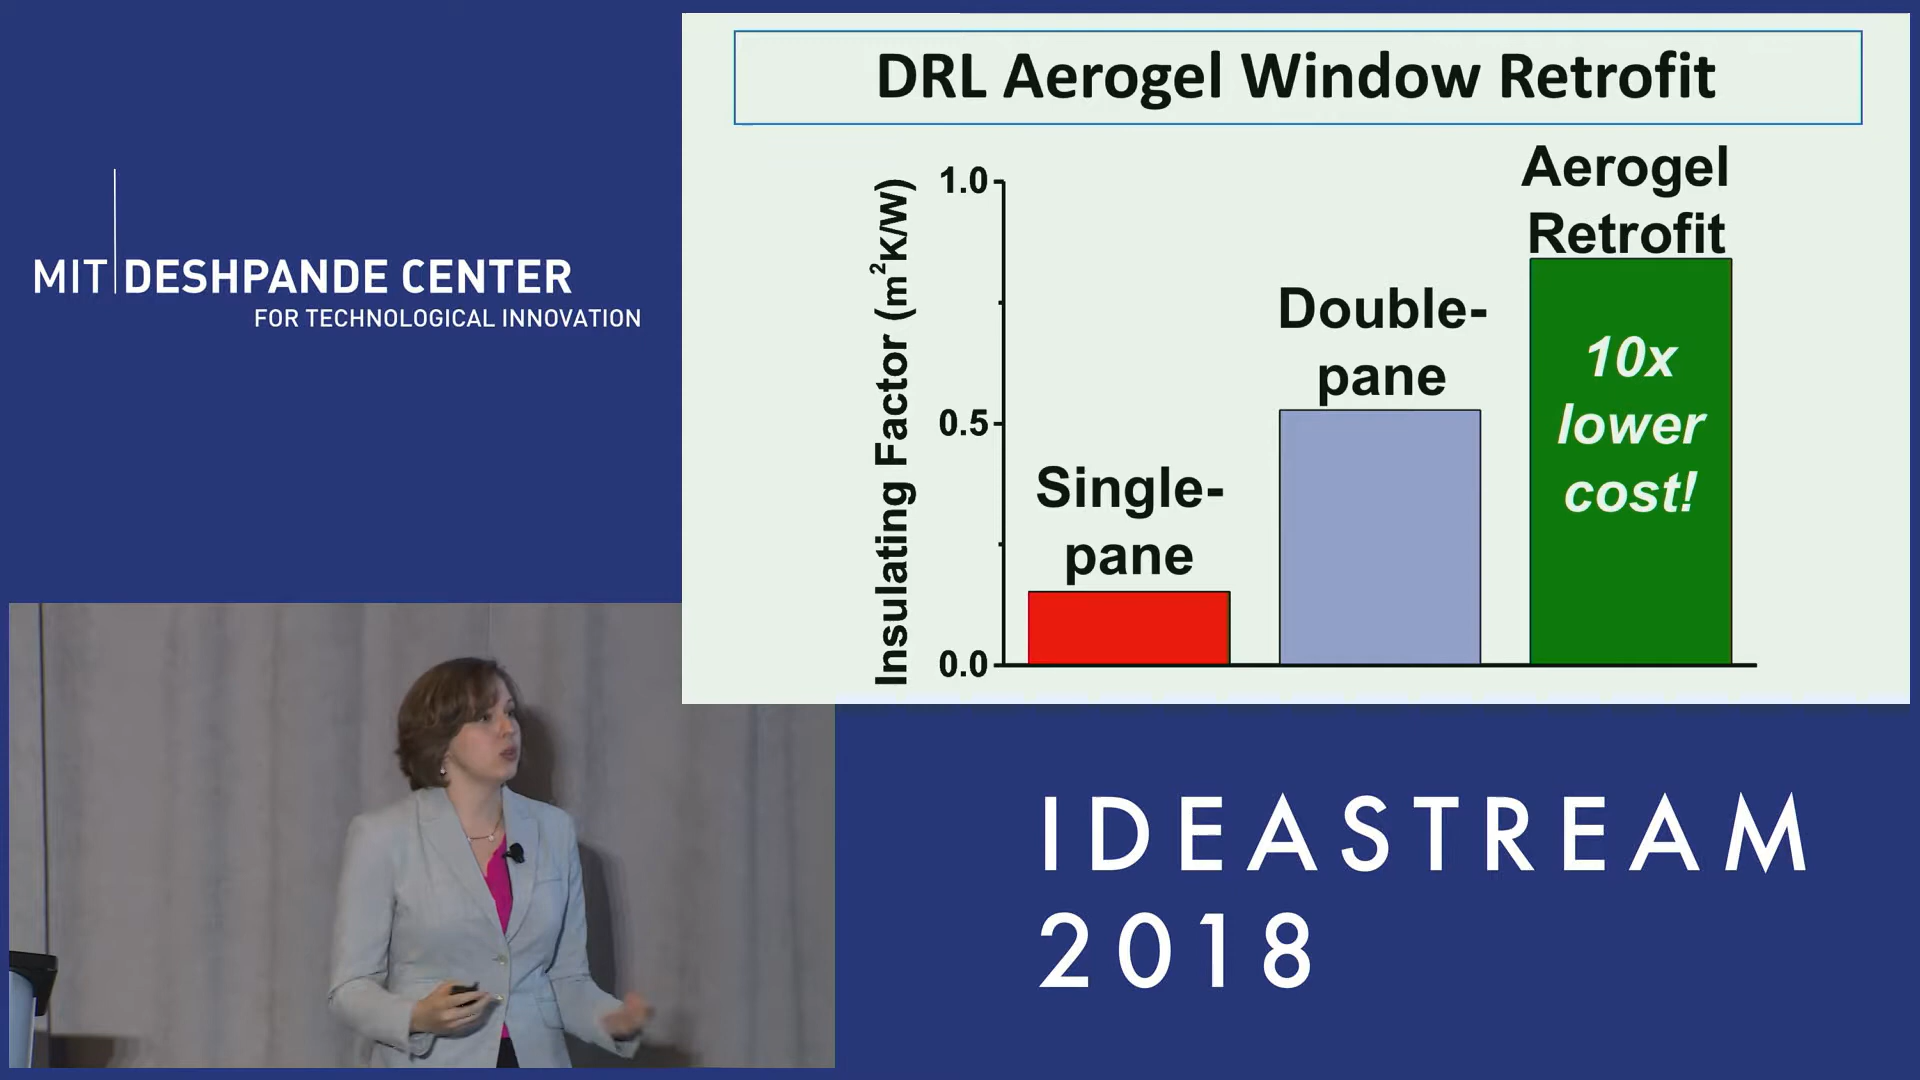 MIT DESHPANDE CENTER
FOR TECHNOLOGICAL INNOVATION
DRL Aerogel Window Retrofit
Insulating Factor (m²K/W)
1.0
0.5
0.0
Single-
pane
Double-
pane
Aerogel
Retrofit
10x
lower
cost!
IDEASTREAM
2018